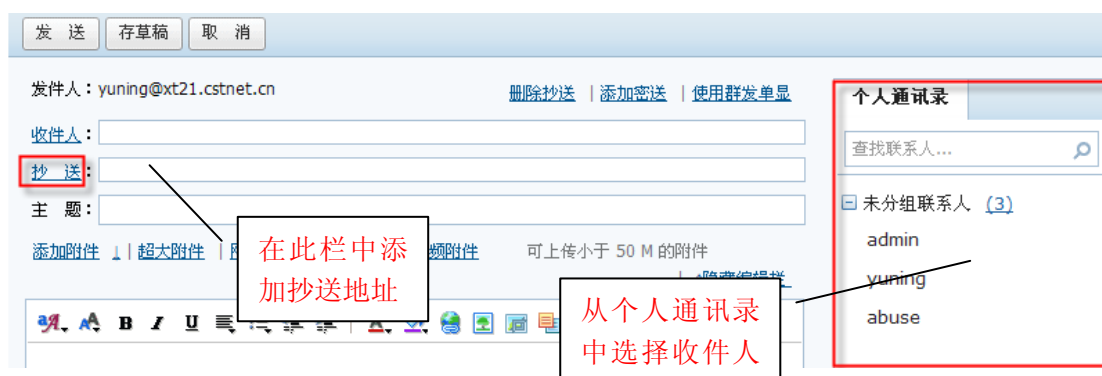 发 送 存草稿 取 消
发件人：yuning@xt21.cstnet.cn
删除抄送 | 添加密送 | 使用群发单显
收件人：
抄 送：
主 题：
添加附件 ↓ | 超大附件 | 频附件 可上传小于 50 M 的附件
在此栏中添
加抄送地址
B I U
个人通讯录
查找联系人...
未分组联系人 (3)
admin
yuning
abuse
从个人通讯录
中选择收件人